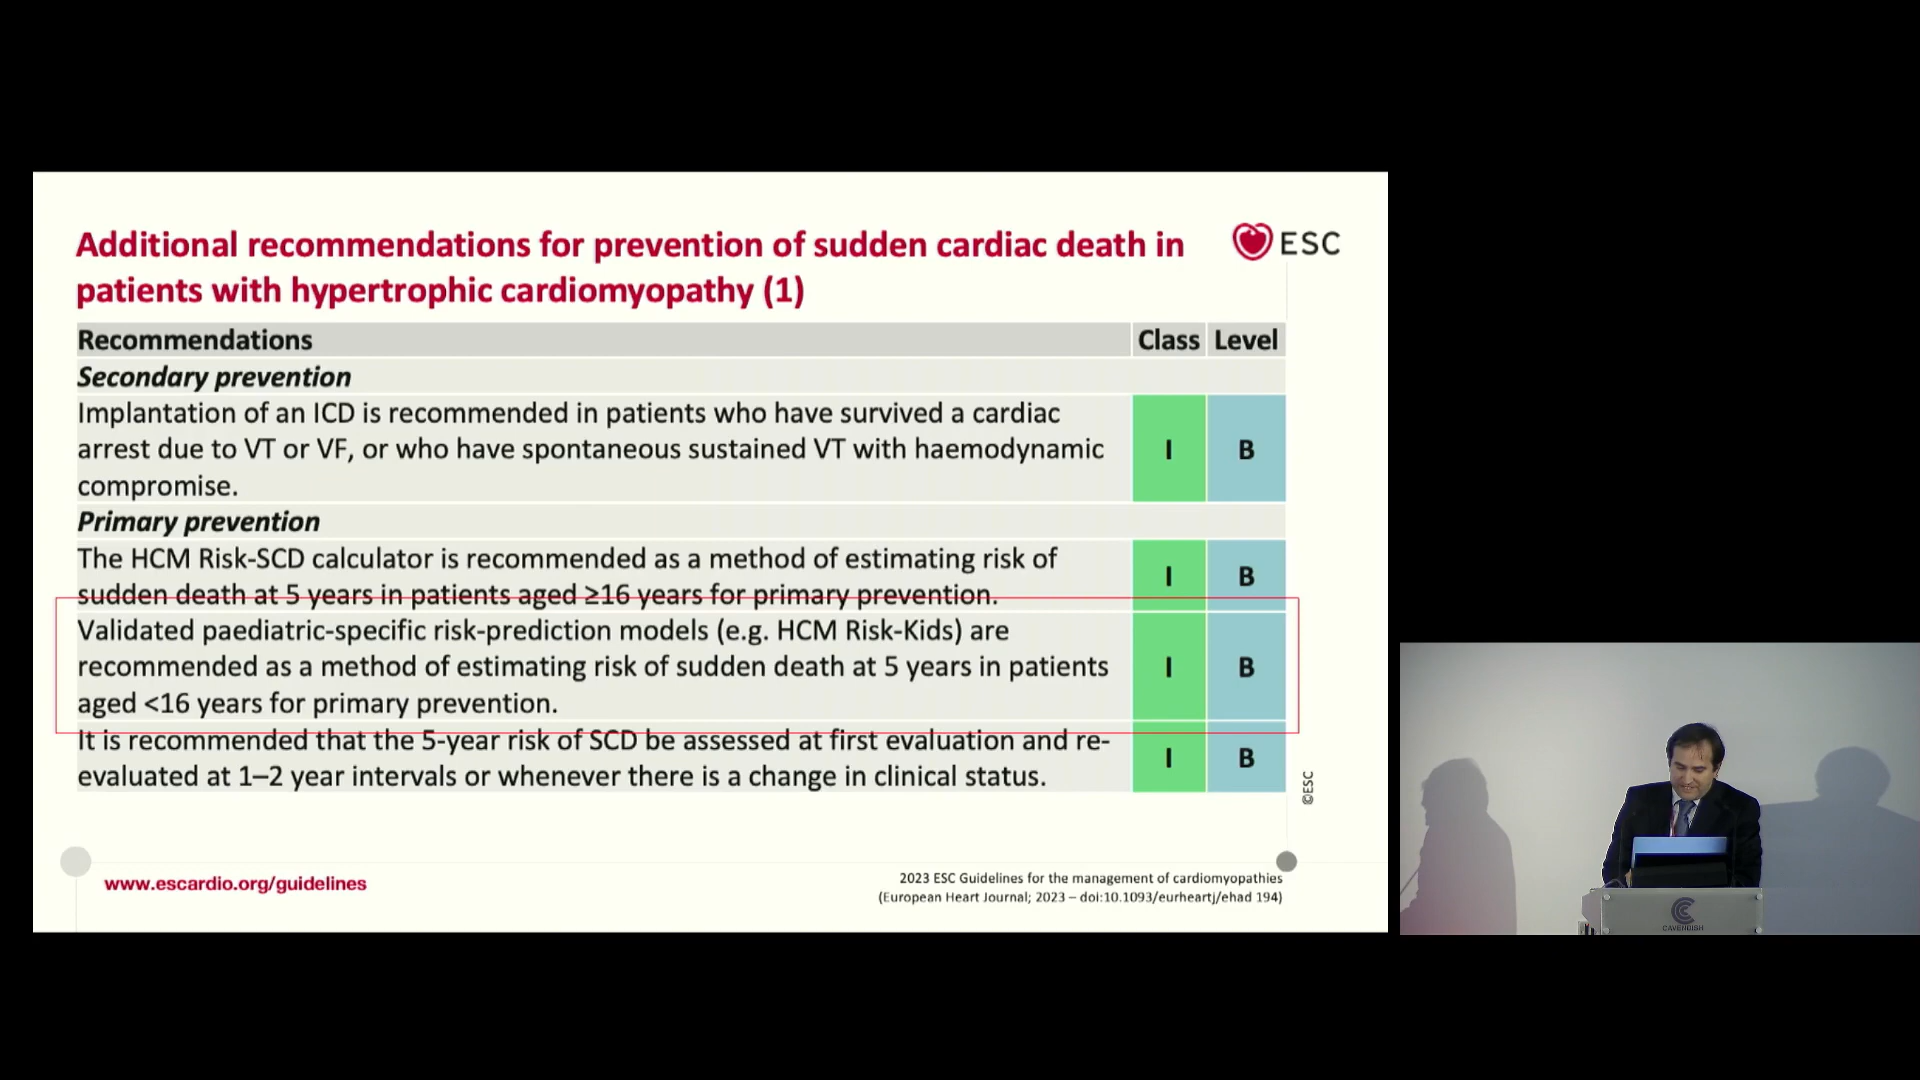 Additional recommendations for prevention of sudden cardiac death in
patients with hypertrophic cardiomyopathy (1)
ESC
Recommendations Class Level
Secondary prevention
Implantation of an ICD is recommended in patients who have survived a cardiac
arrest due to VT or VF, or who have spontaneous sustained VT with haemodynamic
compromise.
I B
Primary prevention
The HCM Risk-SCD calculator is recommended as a method of estimating risk of
sudden death at 5 years in patients aged ≥16 years for primary prevention.
I B
Validated paediatric-specific risk-prediction models (e.g. HCM Risk-Kids) are
recommended as a method of estimating risk of sudden death at 5 years in patients
aged <16 years for primary prevention.
I B
It is recommended that the 5-year risk of SCD be assessed at first evaluation and re-
evaluated at 1–2 year intervals or whenever there is a change in clinical status.
I B
©ESC
www.escardio.org/guidelines
2023 ESC Guidelines for the management of cardiomyopathies
(European Heart Journal; 2023 – doi:10.1093/eurheartj/ehad 194)
CAVENDISH